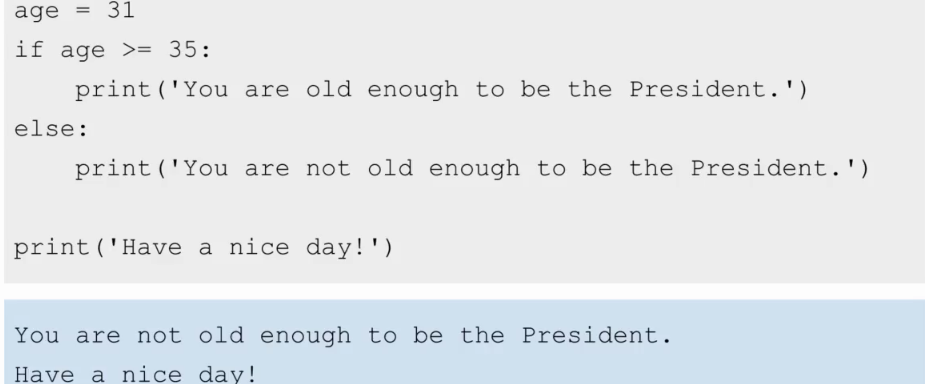 age = 31
if age >= 35:
    print('You are old enough to be the President.')
else:
    print('You are not old enough to be the President.')

print('Have a nice day!')

You are not old enough to be the President.
Have a nice day!